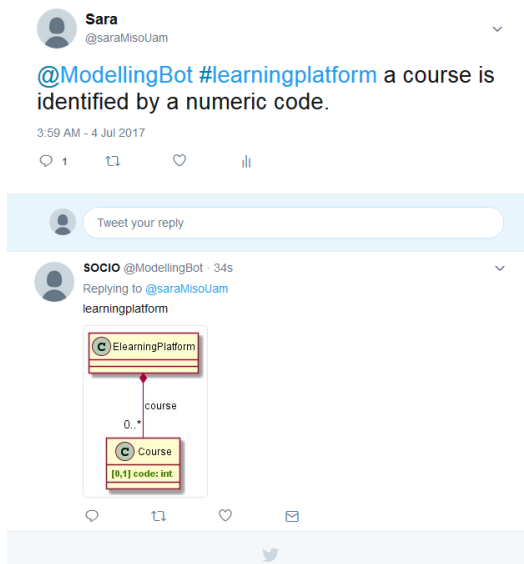 Sara
@saraMisoUam
@ModellingBot #learningplatform a course is
identified by a numeric code.
3:59 AM - 4 Jul 2017
1
Tweet your reply
SOCIO @ModellingBot · 34s
Replying to @saraMisoUam
learningplatform
C ElearningPlatform
course
0..*
C Course
[0,1] code: int